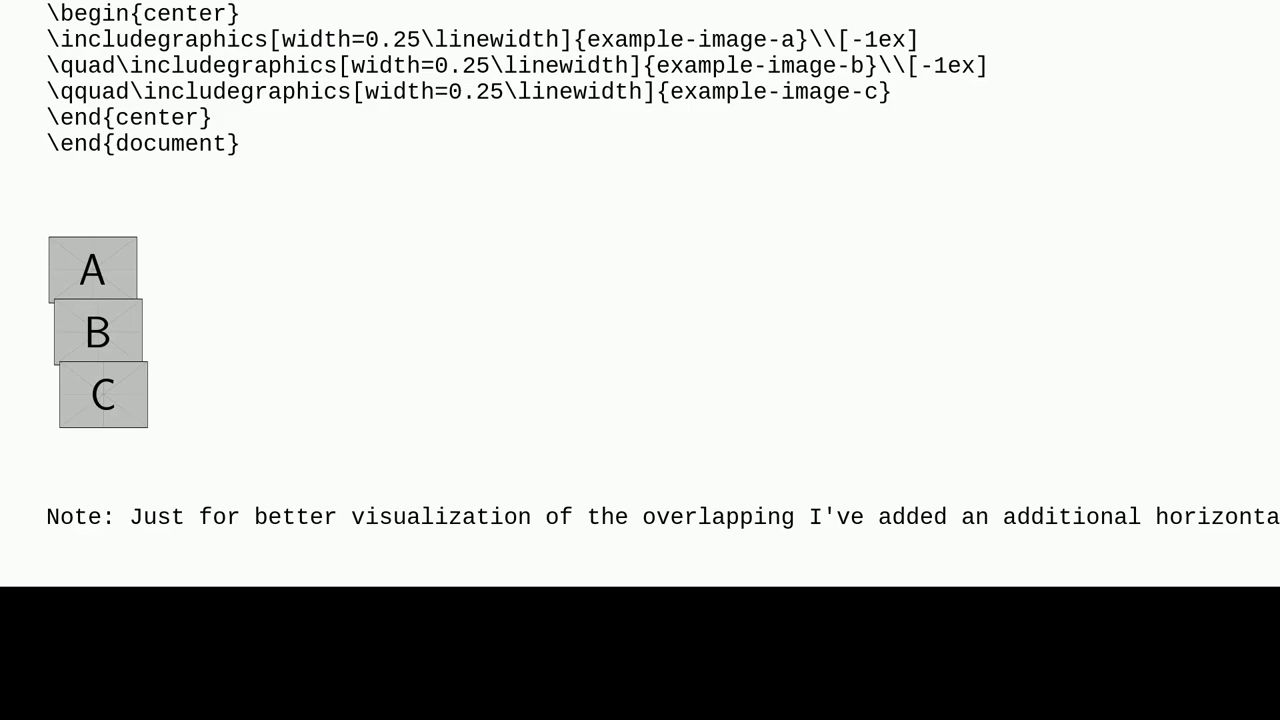 \begin{center}
\includegraphics[width=0.25\linewidth]{example-image-a}\\[-1ex]
\quad\includegraphics[width=0.25\linewidth]{example-image-b}\\[-1ex]
\qquad\includegraphics[width=0.25\linewidth]{example-image-c}
\end{center}
\end{document}
A
B
C
Note: Just for better visualization of the overlapping I've added an additional horizonta